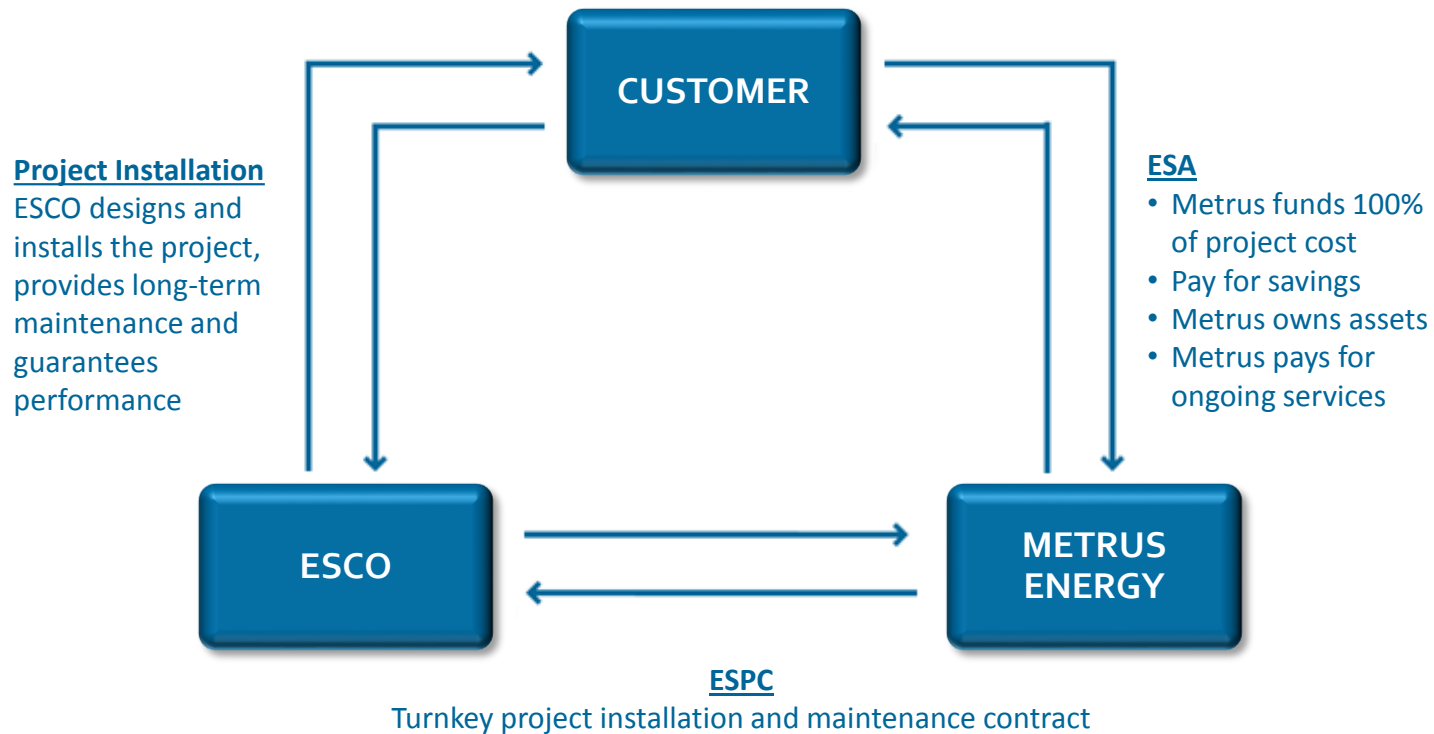 CUSTOMER
Project Installation
ESCO designs and
installs the project,
provides long-term
maintenance and
guarantees
performance
ESA
• Metrus funds 100%
of project cost
• Pay for savings
• Metrus owns assets
• Metrus pays for
ongoing services
ESCO
METRUS
ENERGY
ESPC
Turnkey project installation and maintenance contract